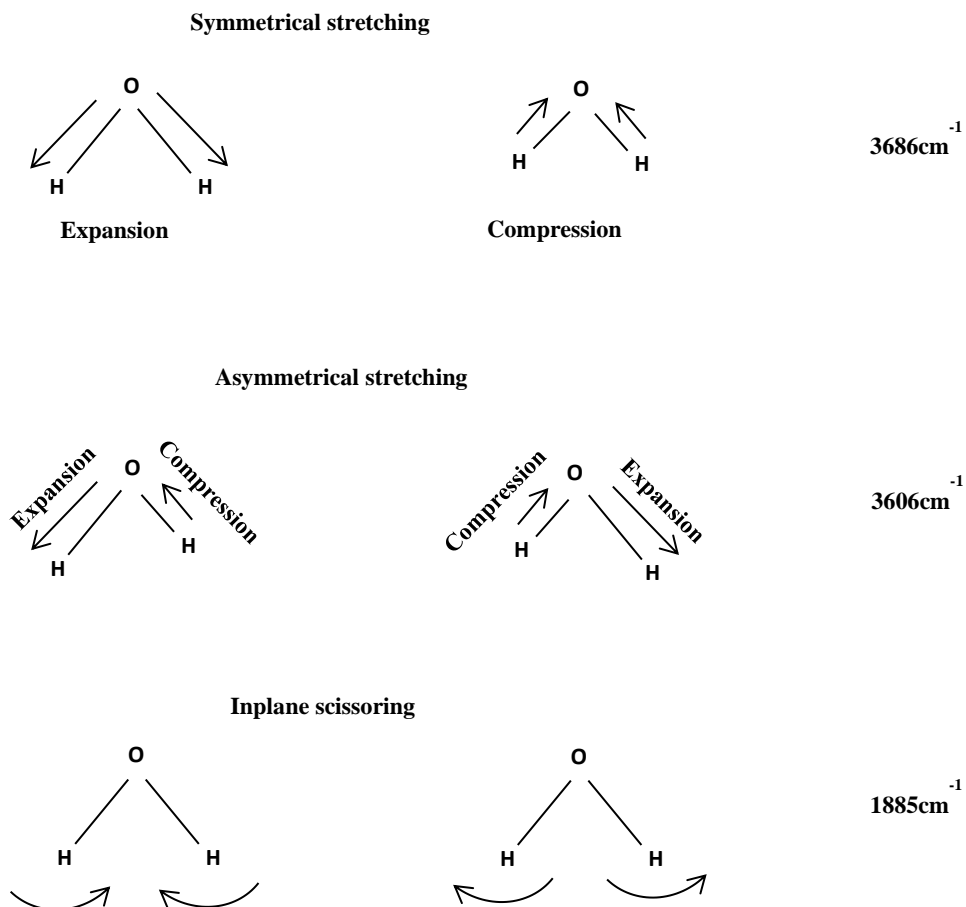 Symmetrical stretching
O O
H H H H 3686cm-1
Expansion Compression
Asymmetrical stretching
Expansion O Compression Compression O Expansion 3606cm-1
H H H H
Inplane scissoring
O O
H H H H 1885cm-1